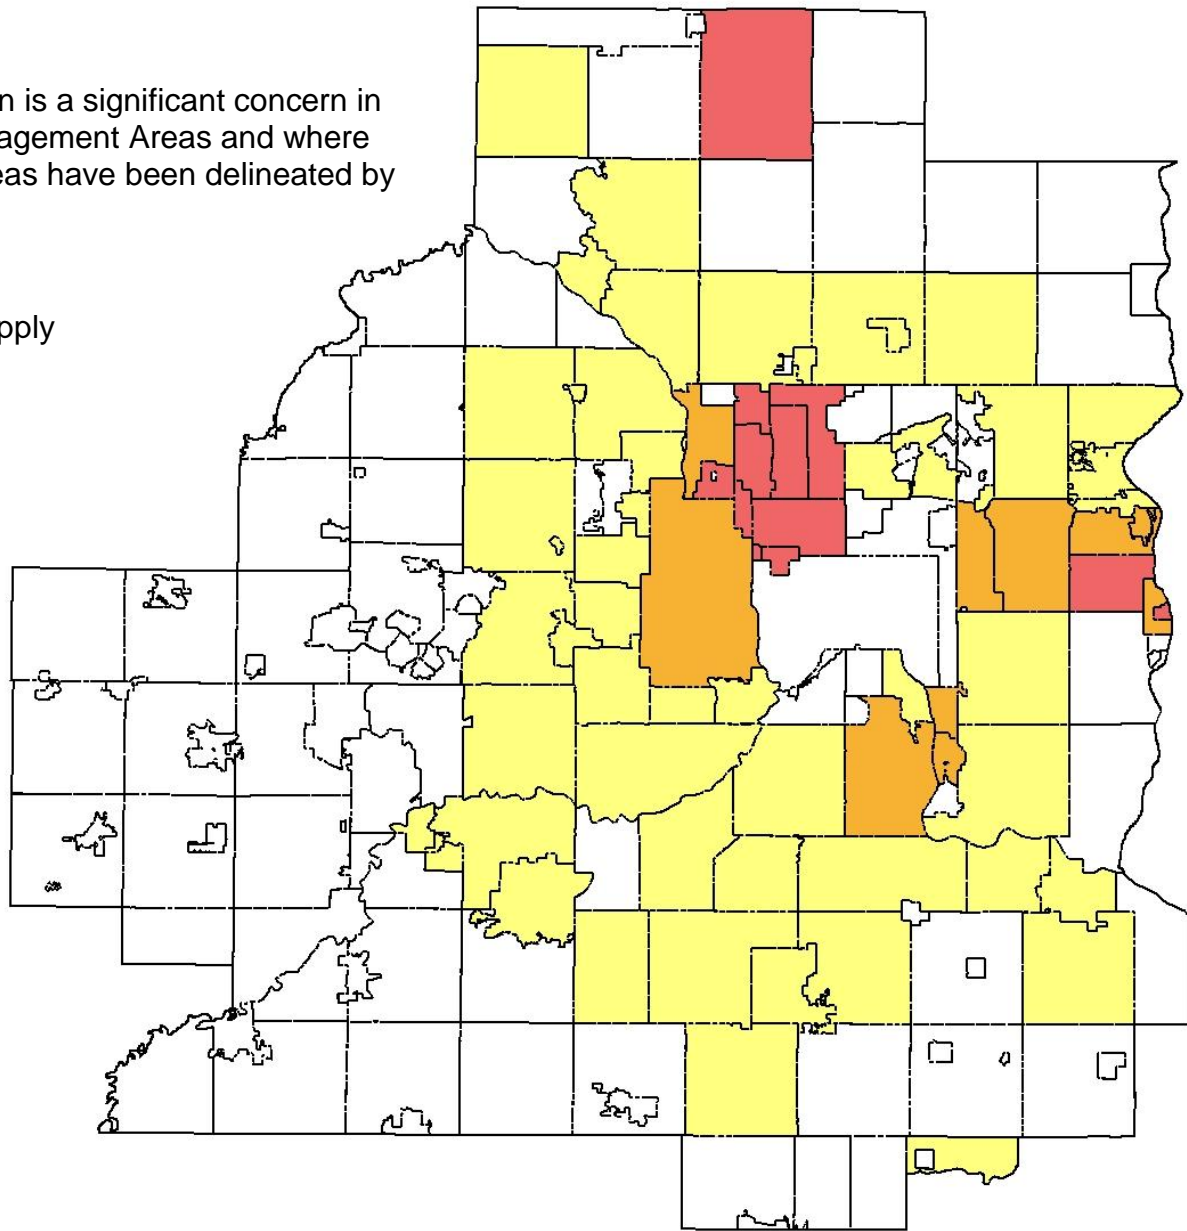 n is a significant concern in
agement Areas and where
eas have been delineated by
pply